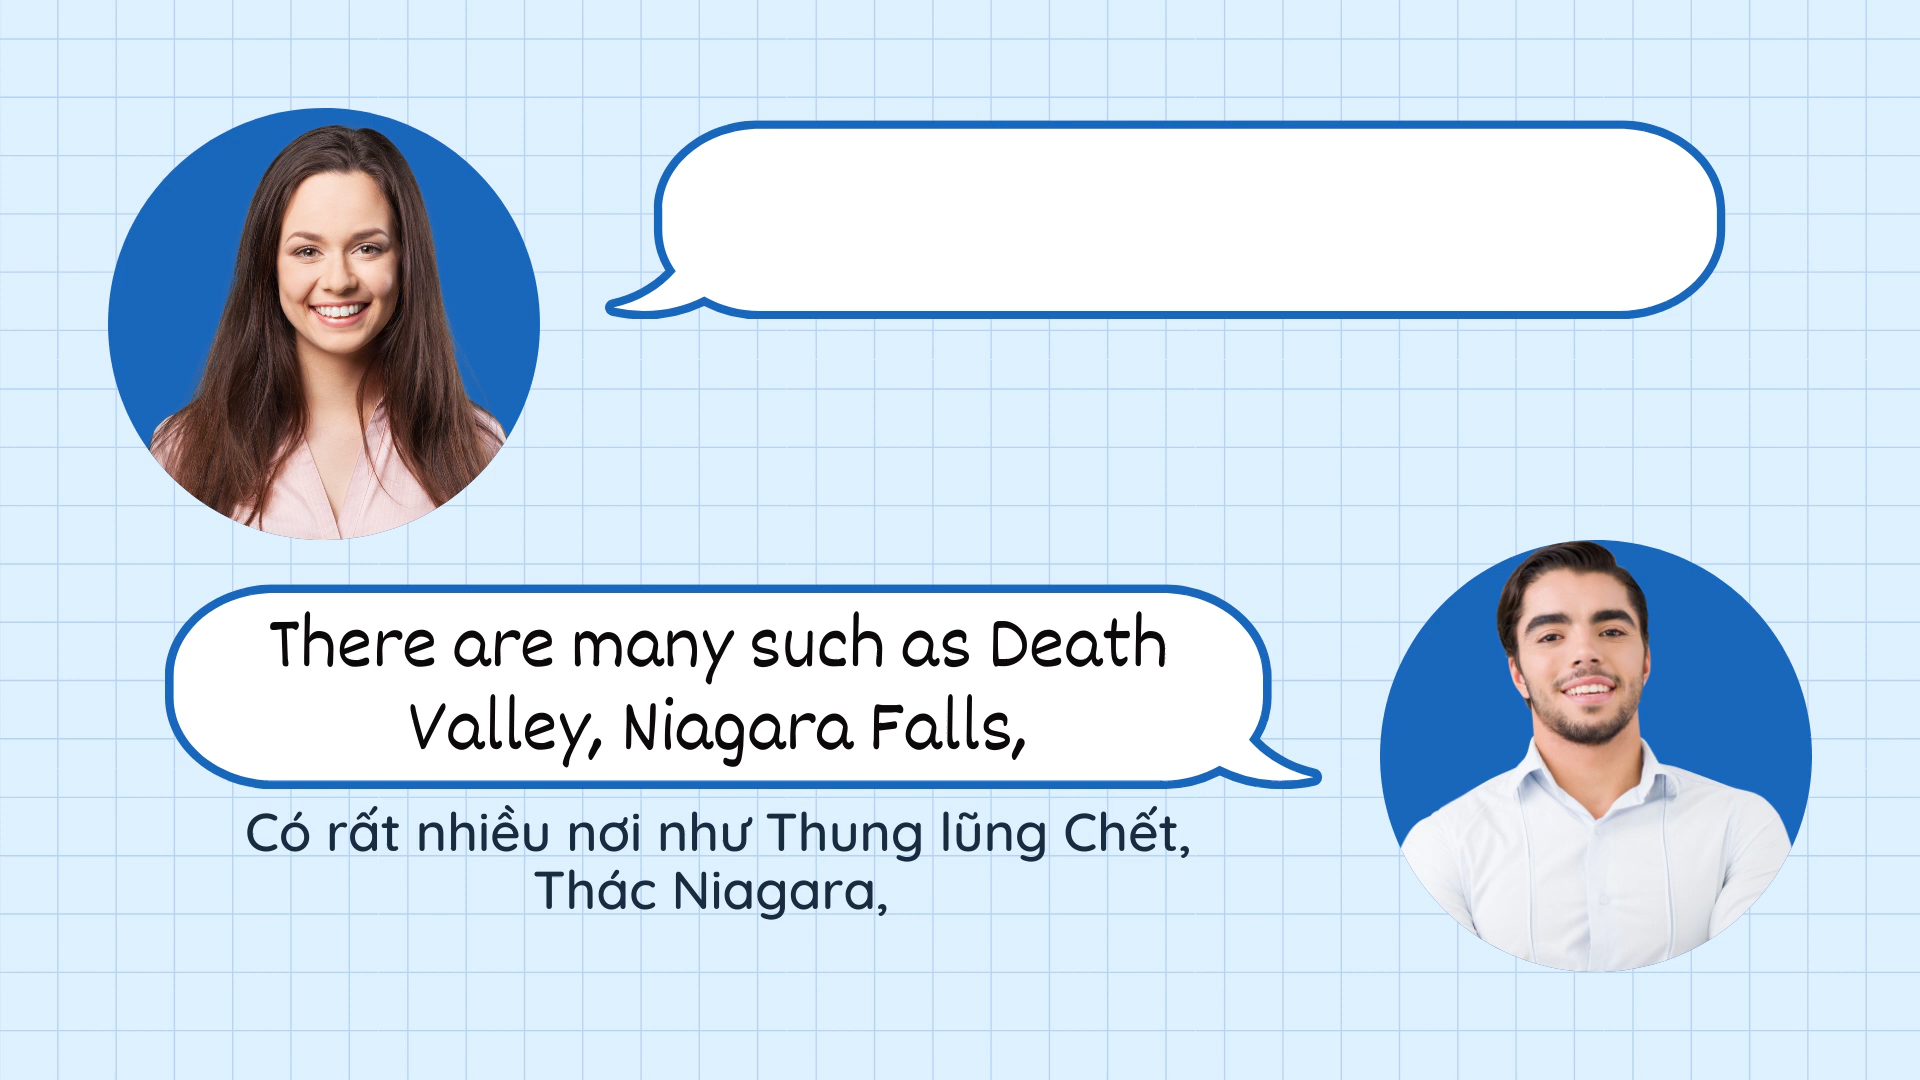 There are many such as Death
Valley, Niagara Falls,
Có rất nhiều nơi như Thung lũng Chết,
Thác Niagara,